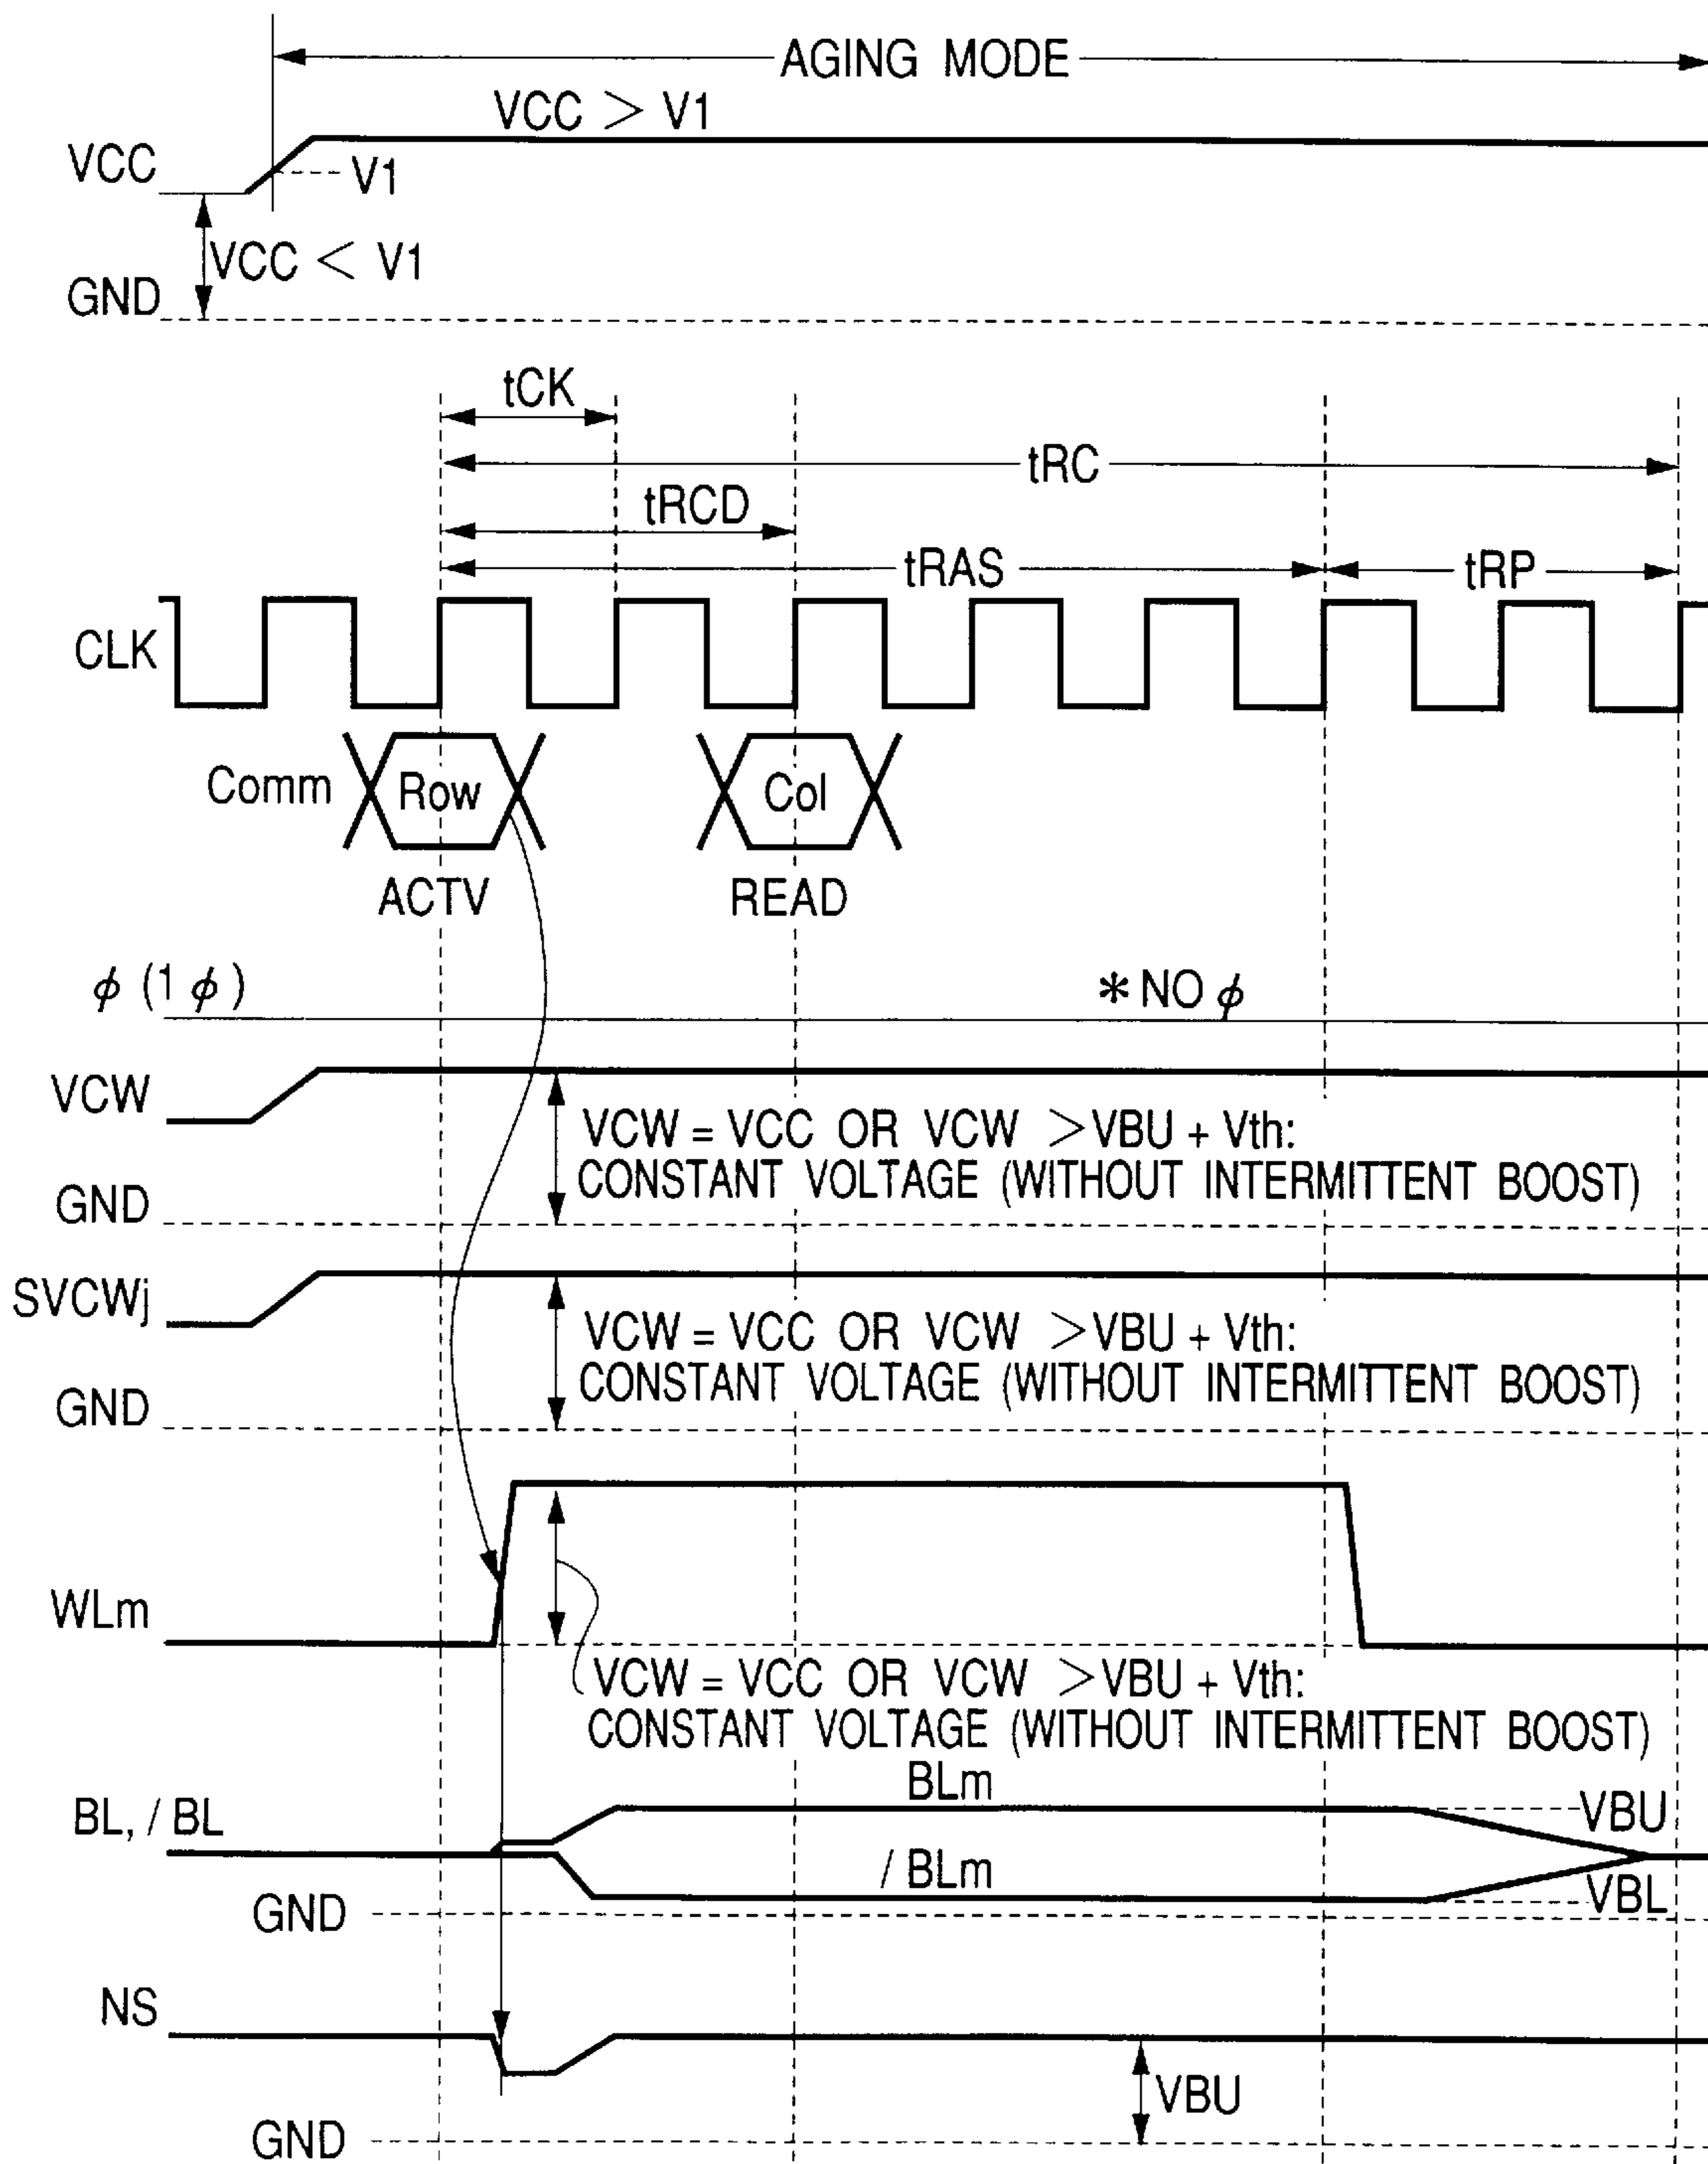 AGING MODE
VCC > V1
VCC
V1
VCC < V1
GND
tCK
tRC
tRCD
tRAS
tRP
CLK
Comm
Row
Col
ACTV
READ
ϕ (1 ϕ)
* NO ϕ
VCW
VCW = VCC OR VCW > VBU + Vth:
CONSTANT VOLTAGE (WITHOUT INTERMITTENT BOOST)
GND
SVCWj
VCW = VCC OR VCW > VBU + Vth:
CONSTANT VOLTAGE (WITHOUT INTERMITTENT BOOST)
GND
WLm
VCW = VCC OR VCW > VBU + Vth:
CONSTANT VOLTAGE (WITHOUT INTERMITTENT BOOST)
BLm
BL, / BL
VBU
/ BLm
VBL
GND
NS
VBU
GND